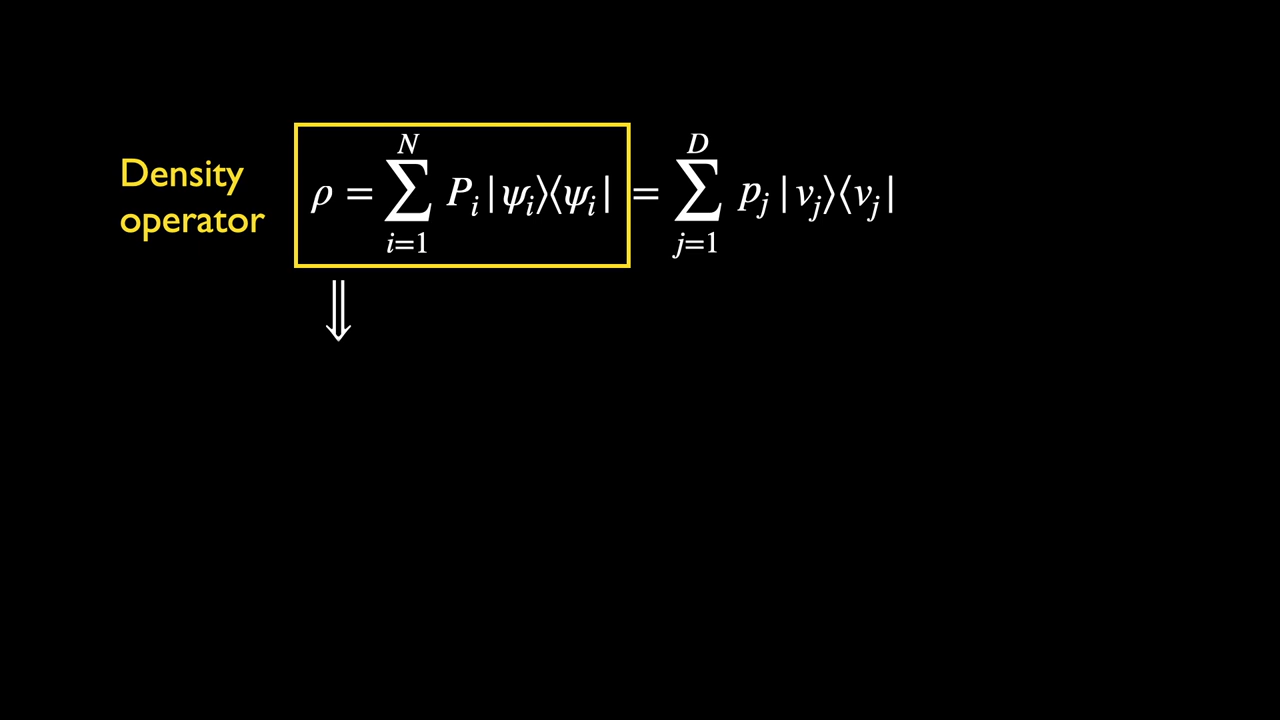 Density
operator
ρ = ∑_{i=1}^{N} P_i |ψ_i⟩⟨ψ_i| = ∑_{j=1}^{D} p_j |v_j⟩⟨v_j|
⇓